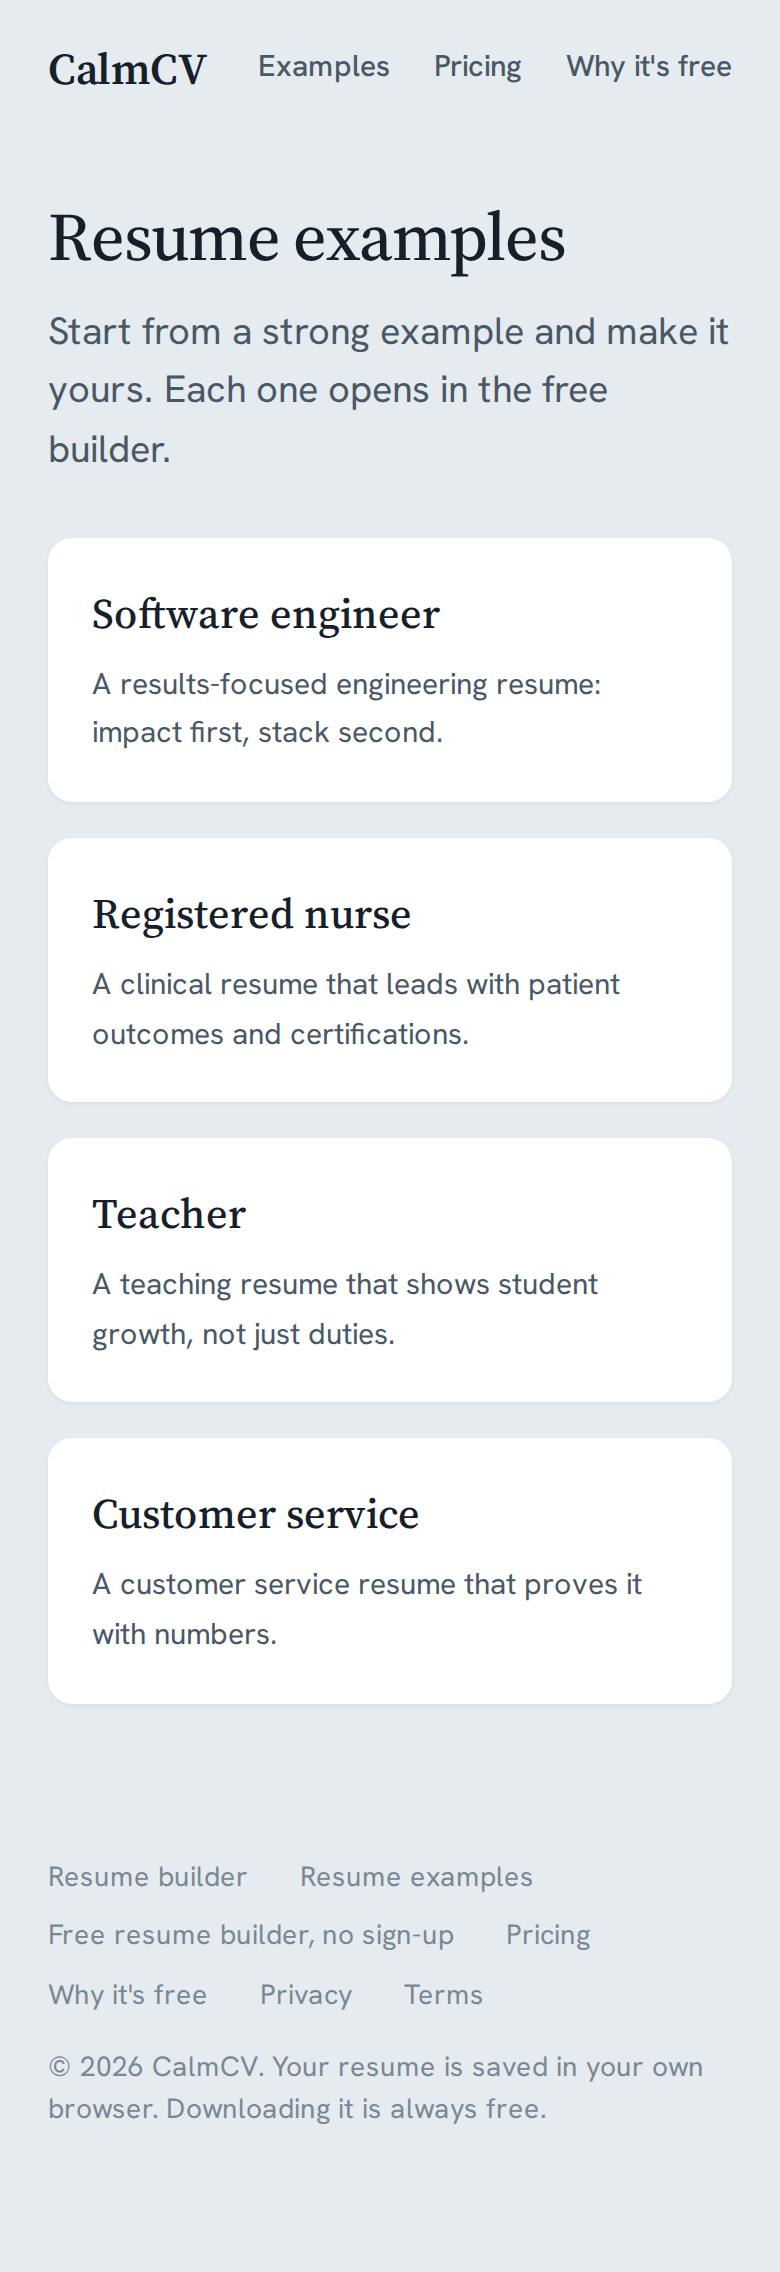 CalmCV Examples Pricing Why it's free
Resume examples
Start from a strong example and make it
yours. Each one opens in the free
builder.
Software engineer
A results-focused engineering resume:
impact first, stack second.
Registered nurse
A clinical resume that leads with patient
outcomes and certifications.
Teacher
A teaching resume that shows student
growth, not just duties.
Customer service
A customer service resume that proves it
with numbers.
Resume builder Resume examples
Free resume builder, no sign-up Pricing
Why it's free Privacy Terms
© 2026 CalmCV. Your resume is saved in your own
browser. Downloading it is always free.